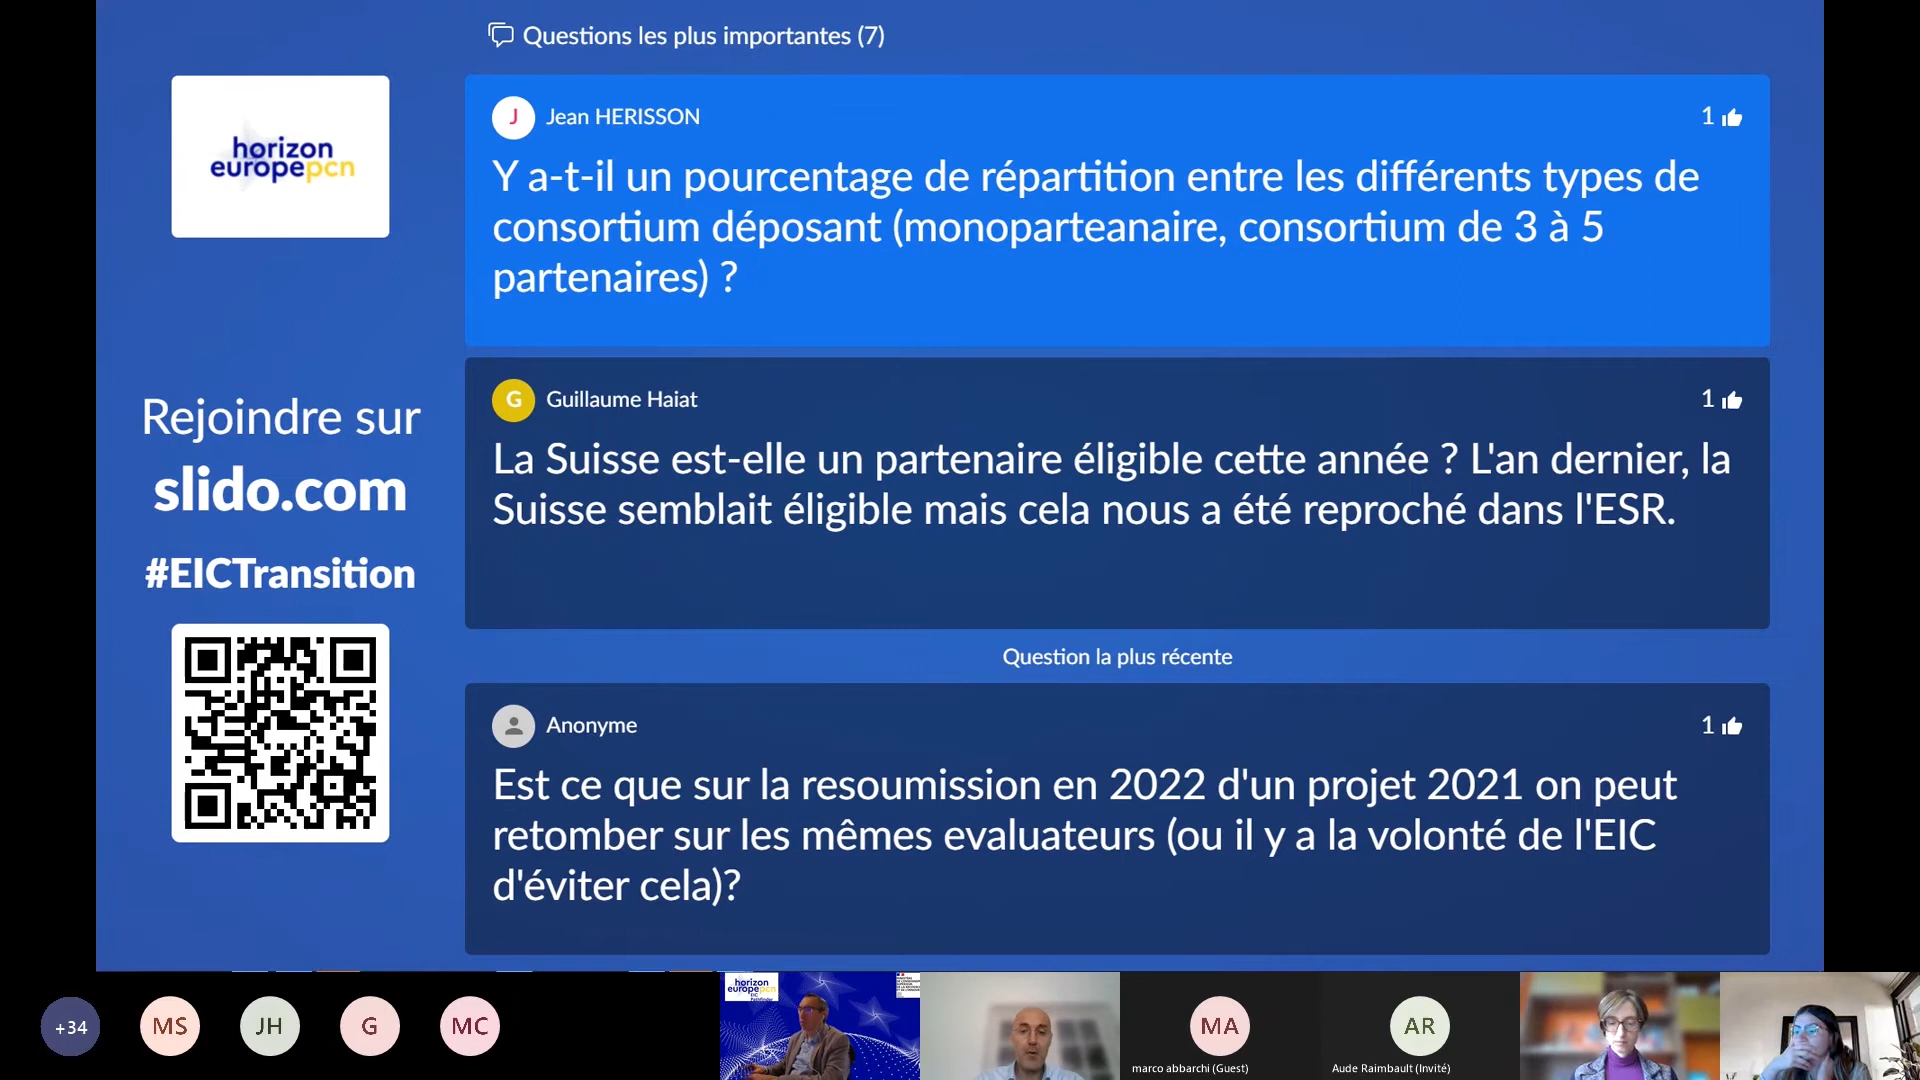 Questions les plus importantes (7)
horizon
europepcn
J
Jean HERISSON
1
Y a-t-il un pourcentage de répartition entre les différents types de
consortium déposant (monoparteanaire, consortium de 3 à 5
partenaires) ?
G
Guillaume Haiat
1
La Suisse est-elle un partenaire éligible cette année ? L'an dernier, la
Suisse semblait éligible mais cela nous a été reproché dans l'ESR.
Rejoindre sur
slido.com
#EICTransition
Question la plus récente
Anonyme
1
Est ce que sur la resoumission en 2022 d'un projet 2021 on peut
retomber sur les mêmes evaluateurs (ou il y a la volonté de l'EIC
d'éviter cela)?
+34
MS
JH
G
MC
horizon
europepcn
EIC
Pathfinder
MA
marco abbarchi (Guest)
AR
Aude Raimbault (Invité)